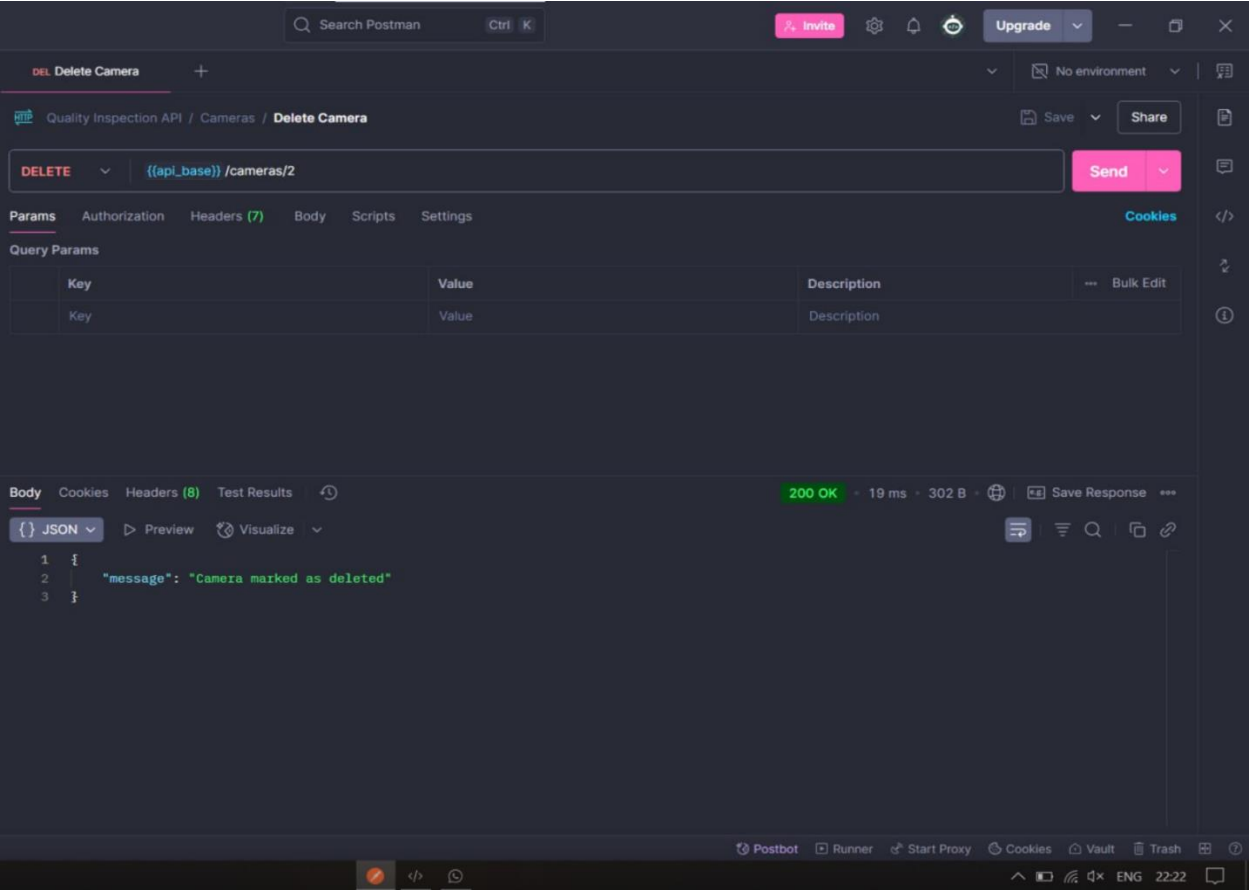 Search Postman Ctrl K Invite Upgrade
DEL Delete Camera No environment
HTTP Quality Inspection API / Cameras / Delete Camera Save Share
DELETE {{api_base}} /cameras/2 Send
Params Authorization Headers (7) Body Scripts Settings Cookies
Query Params
Key Value Description Bulk Edit
Key Value Description
Body Cookies Headers (8) Test Results 200 OK 19 ms 302 B Save Response
{} JSON Preview Visualize
1 {
2 "message": "Camera marked as deleted"
3 }
Postbot Runner Start Proxy Cookies Vault Trash
ENG 22:22